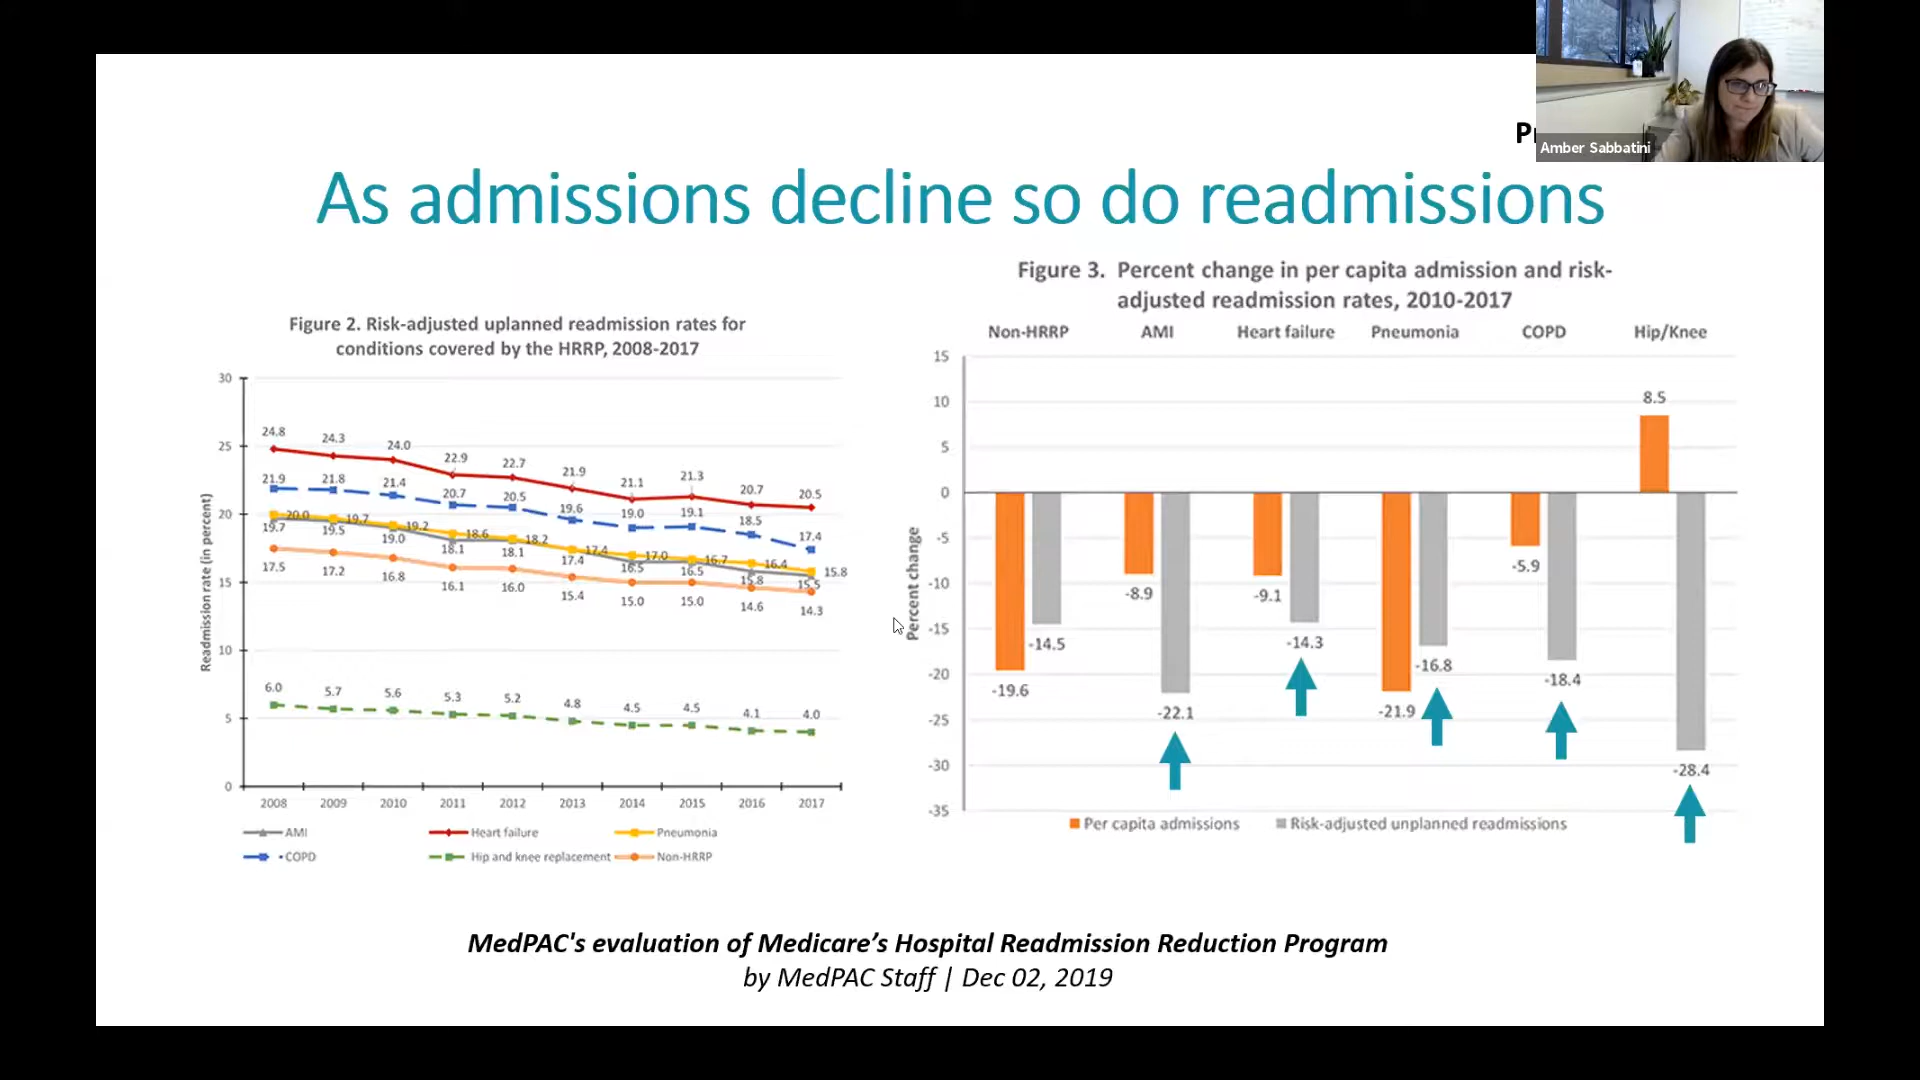 Pr
Amber Sabbatini
As admissions decline so do readmissions
Figure 2. Risk-adjusted uplanned readmission rates for
conditions covered by the HRRP, 2008-2017
Readmission rate (in percent)
30
25
20
15
10
5
0
24.8 24.3 24.0 22.9 22.7 21.9 21.1 21.3 20.7 20.5
21.9 21.8 21.4 20.7 20.5 19.6 19.0 19.1 18.5 17.4
20.0 19.7 19.2 18.6 18.2 17.4 17.0 16.7 16.4 15.8
19.7 19.5 19.0 18.1 18.1 17.4 16.5 16.5 15.8 15.5
17.5 17.2 16.8 16.1 16.0 15.4 15.0 15.0 14.6 14.3
6.0 5.7 5.6 5.3 5.2 4.8 4.5 4.5 4.1 4.0
2008 2009 2010 2011 2012 2013 2014 2015 2016 2017
AMI Heart failure Pneumonia
COPD Hip and knee replacement Non-HRRP
Figure 3. Percent change in per capita admission and risk-
adjusted readmission rates, 2010-2017
Non-HRRP AMI Heart failure Pneumonia COPD Hip/Knee
Percent change
15
10
5
0
-5
-10
-15
-20
-25
-30
-35
8.5
-19.6 -14.5 -8.9 -22.1 -9.1 -14.3 -21.9 -16.8 -5.9 -18.4 -28.4
Per capita admissions Risk-adjusted unplanned readmissions
MedPAC's evaluation of Medicare’s Hospital Readmission Reduction Program
by MedPAC Staff | Dec 02, 2019